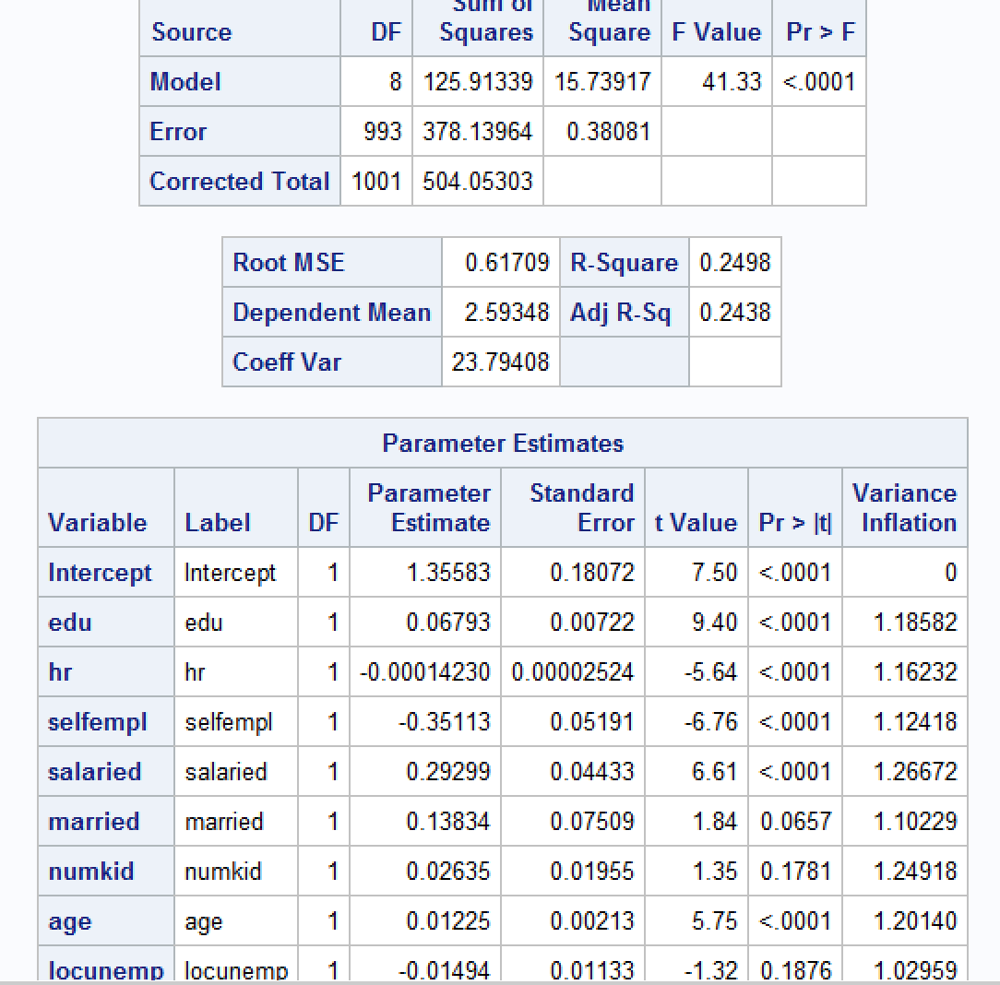 Sum of Mean
Source DF Squares Square F Value Pr > F
Model 8 125.91339 15.73917 41.33 <.0001
Error 993 378.13964 0.38081
Corrected Total 1001 504.05303
Root MSE 0.61709 R-Square 0.2498
Dependent Mean 2.59348 Adj R-Sq 0.2438
Coeff Var 23.79408
Parameter Estimates
Parameter Standard Variance
Variable Label DF Estimate Error t Value Pr > |t| Inflation
Intercept Intercept 1 1.35583 0.18072 7.50 <.0001 0
edu edu 1 0.06793 0.00722 9.40 <.0001 1.18582
hr hr 1 -0.00014230 0.00002524 -5.64 <.0001 1.16232
selfempl selfempl 1 -0.35113 0.05191 -6.76 <.0001 1.12418
salaried salaried 1 0.29299 0.04433 6.61 <.0001 1.26672
married married 1 0.13834 0.07509 1.84 0.0657 1.10229
numkid numkid 1 0.02635 0.01955 1.35 0.1781 1.24918
age age 1 0.01225 0.00213 5.75 <.0001 1.20140
locunemp locunemp 1 -0.01494 0.01133 -1.32 0.1876 1.02959